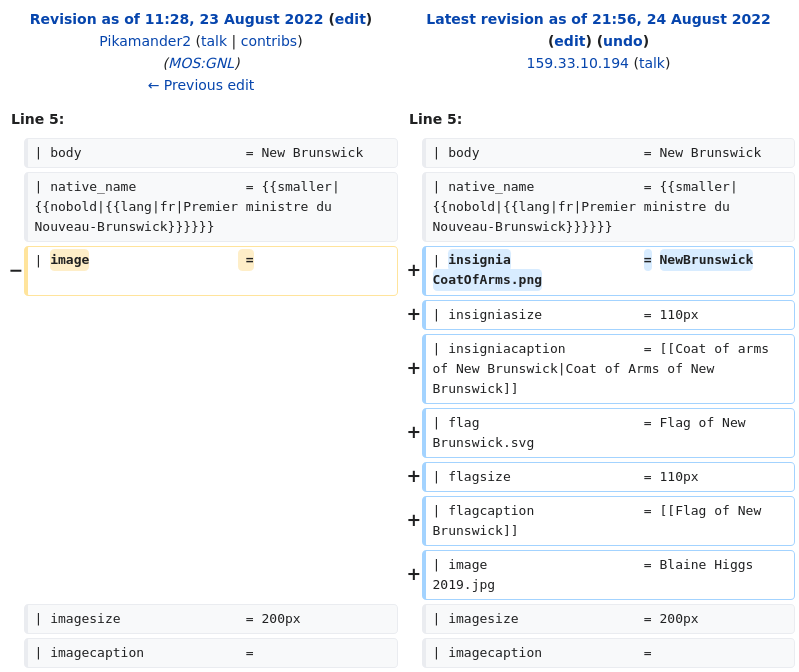 Revision as of 11:28, 23 August 2022 (edit)
Pikamander2 (talk | contribs)
(MOS:GNL)
← Previous edit
Latest revision as of 21:56, 24 August 2022
(edit) (undo)
159.33.10.194 (talk)
Line 5:
Line 5:
| body = New Brunswick
| body = New Brunswick
| native_name = {{smaller|
{{nobold|{{lang|fr|Premier ministre du
Nouveau-Brunswick}}}}}}
| native_name = {{smaller|
{{nobold|{{lang|fr|Premier ministre du
Nouveau-Brunswick}}}}}}
− | image =
+ | insignia = NewBrunswick
CoatOfArms.png
+ | insigniasize = 110px
+ | insigniacaption = [[Coat of arms
of New Brunswick|Coat of Arms of New
Brunswick]]
+ | flag = Flag of New
Brunswick.svg
+ | flagsize = 110px
+ | flagcaption = [[Flag of New
Brunswick]]
+ | image = Blaine Higgs
2019.jpg
| imagesize = 200px
| imagesize = 200px
| imagecaption =
| imagecaption =